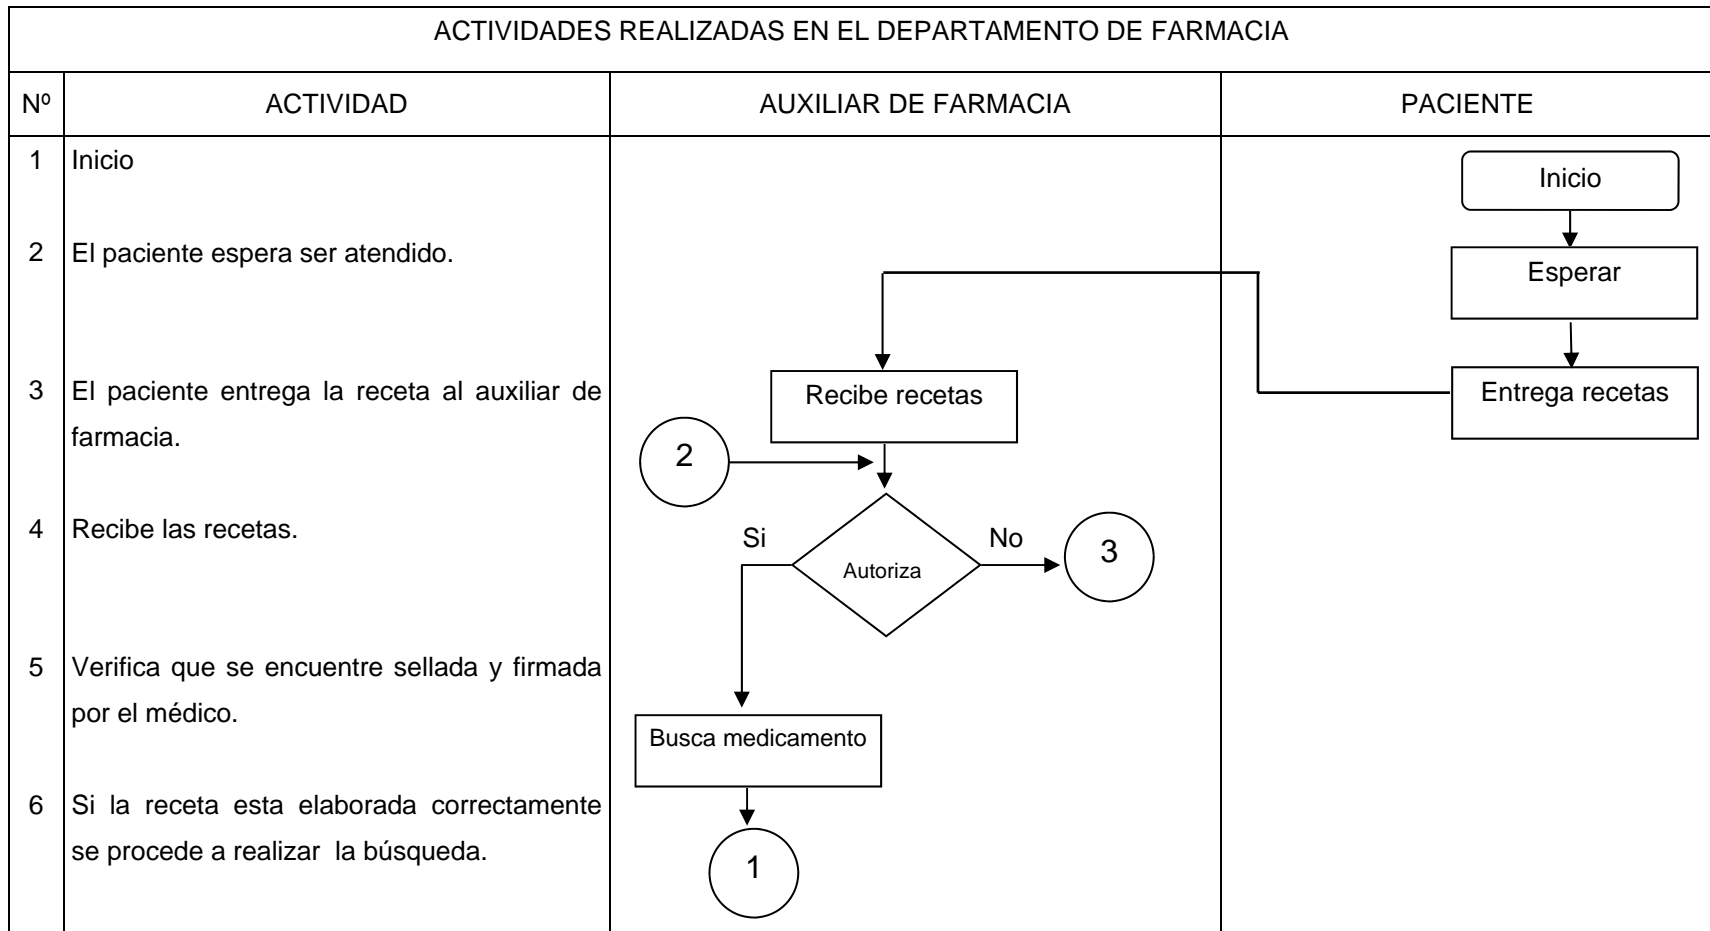 ACTIVIDADES REALIZADAS EN EL DEPARTAMENTO DE FARMACIA
Nº
ACTIVIDAD
AUXILIAR DE FARMACIA
PACIENTE
1
Inicio
2
El paciente espera ser atendido.
3
El paciente entrega la receta al auxiliar de
farmacia.
4
Recibe las recetas.
5
Verifica que se encuentre sellada y firmada
por el médico.
6
Si la receta esta elaborada correctamente
se procede a realizar la búsqueda.
Recibe recetas
2
Si
Autoriza
No
3
Busca medicamento
1
Inicio
Esperar
Entrega recetas